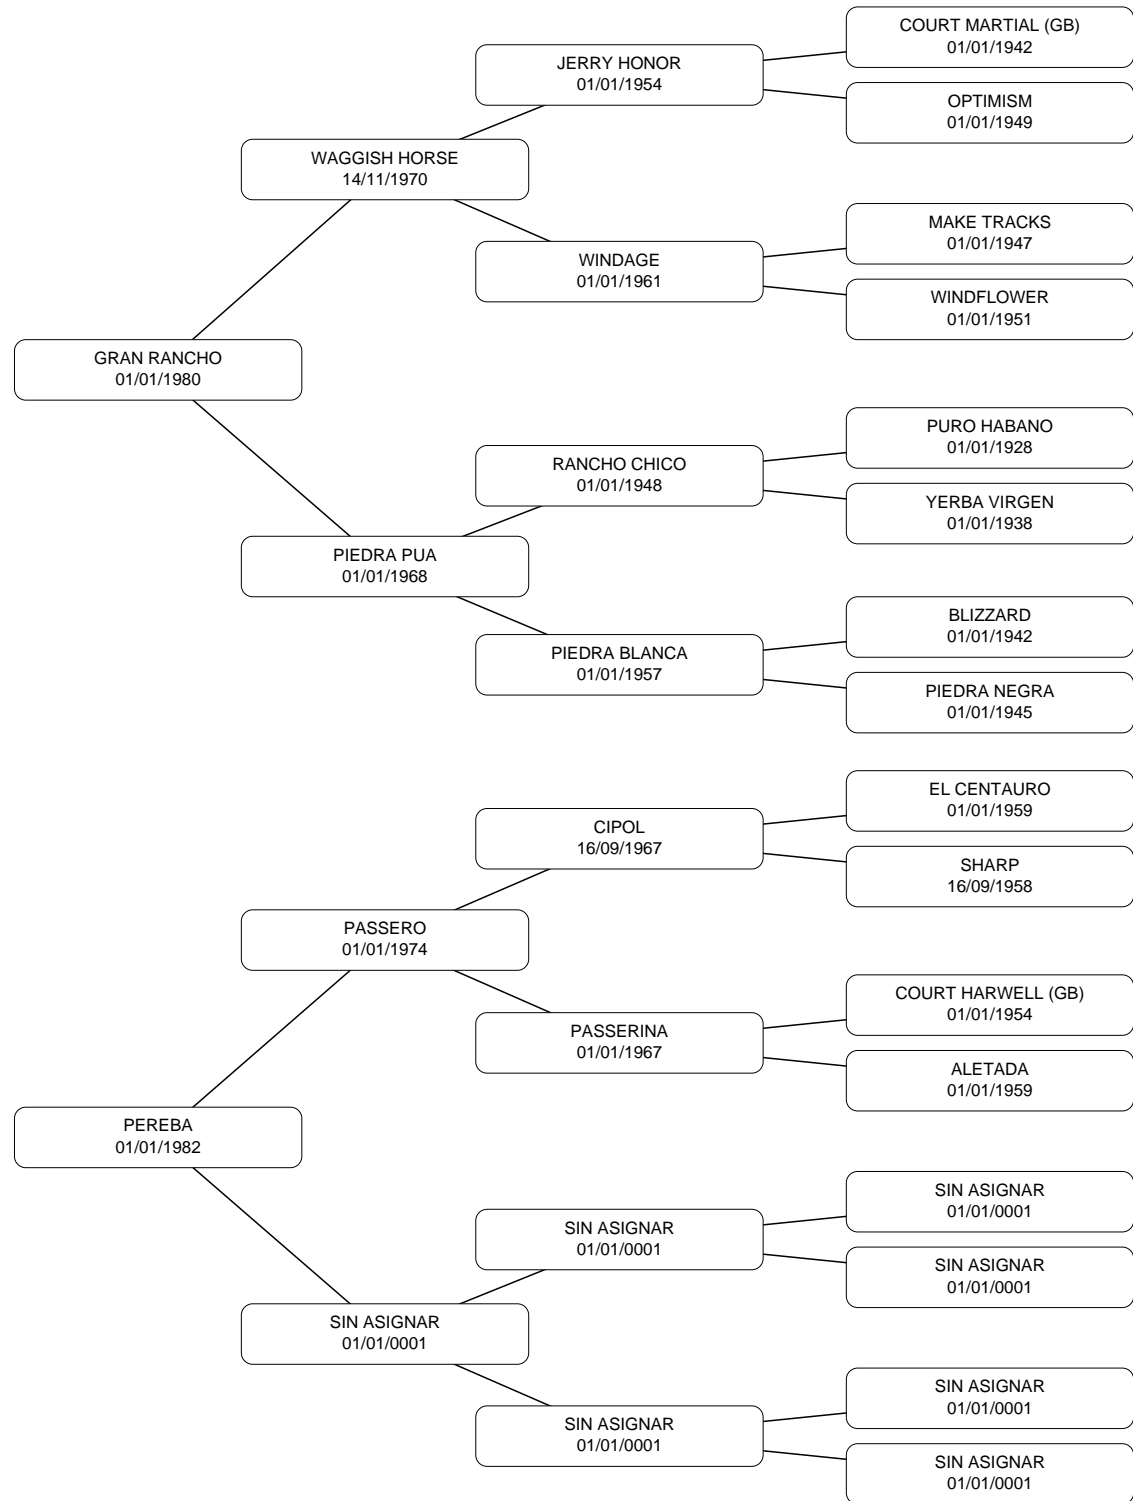 COURT MARTIAL (GB)
01/01/1942
JERRY HONOR
01/01/1954
OPTIMISM
01/01/1949
WAGGISH HORSE
14/11/1970
MAKE TRACKS
01/01/1947
WINDAGE
01/01/1961
WINDFLOWER
01/01/1951
GRAN RANCHO
01/01/1980
PURO HABANO
01/01/1928
RANCHO CHICO
01/01/1948
YERBA VIRGEN
01/01/1938
PIEDRA PUA
01/01/1968
BLIZZARD
01/01/1942
PIEDRA BLANCA
01/01/1957
PIEDRA NEGRA
01/01/1945
EL CENTAURO
01/01/1959
CIPOL
16/09/1967
SHARP
16/09/1958
PASSERO
01/01/1974
COURT HARWELL (GB)
01/01/1954
PASSERINA
01/01/1967
ALETADA
01/01/1959
PEREBA
01/01/1982
SIN ASIGNAR
01/01/0001
SIN ASIGNAR
01/01/0001
SIN ASIGNAR
01/01/0001
SIN ASIGNAR
01/01/0001
SIN ASIGNAR
01/01/0001
SIN ASIGNAR
01/01/0001
SIN ASIGNAR
01/01/0001